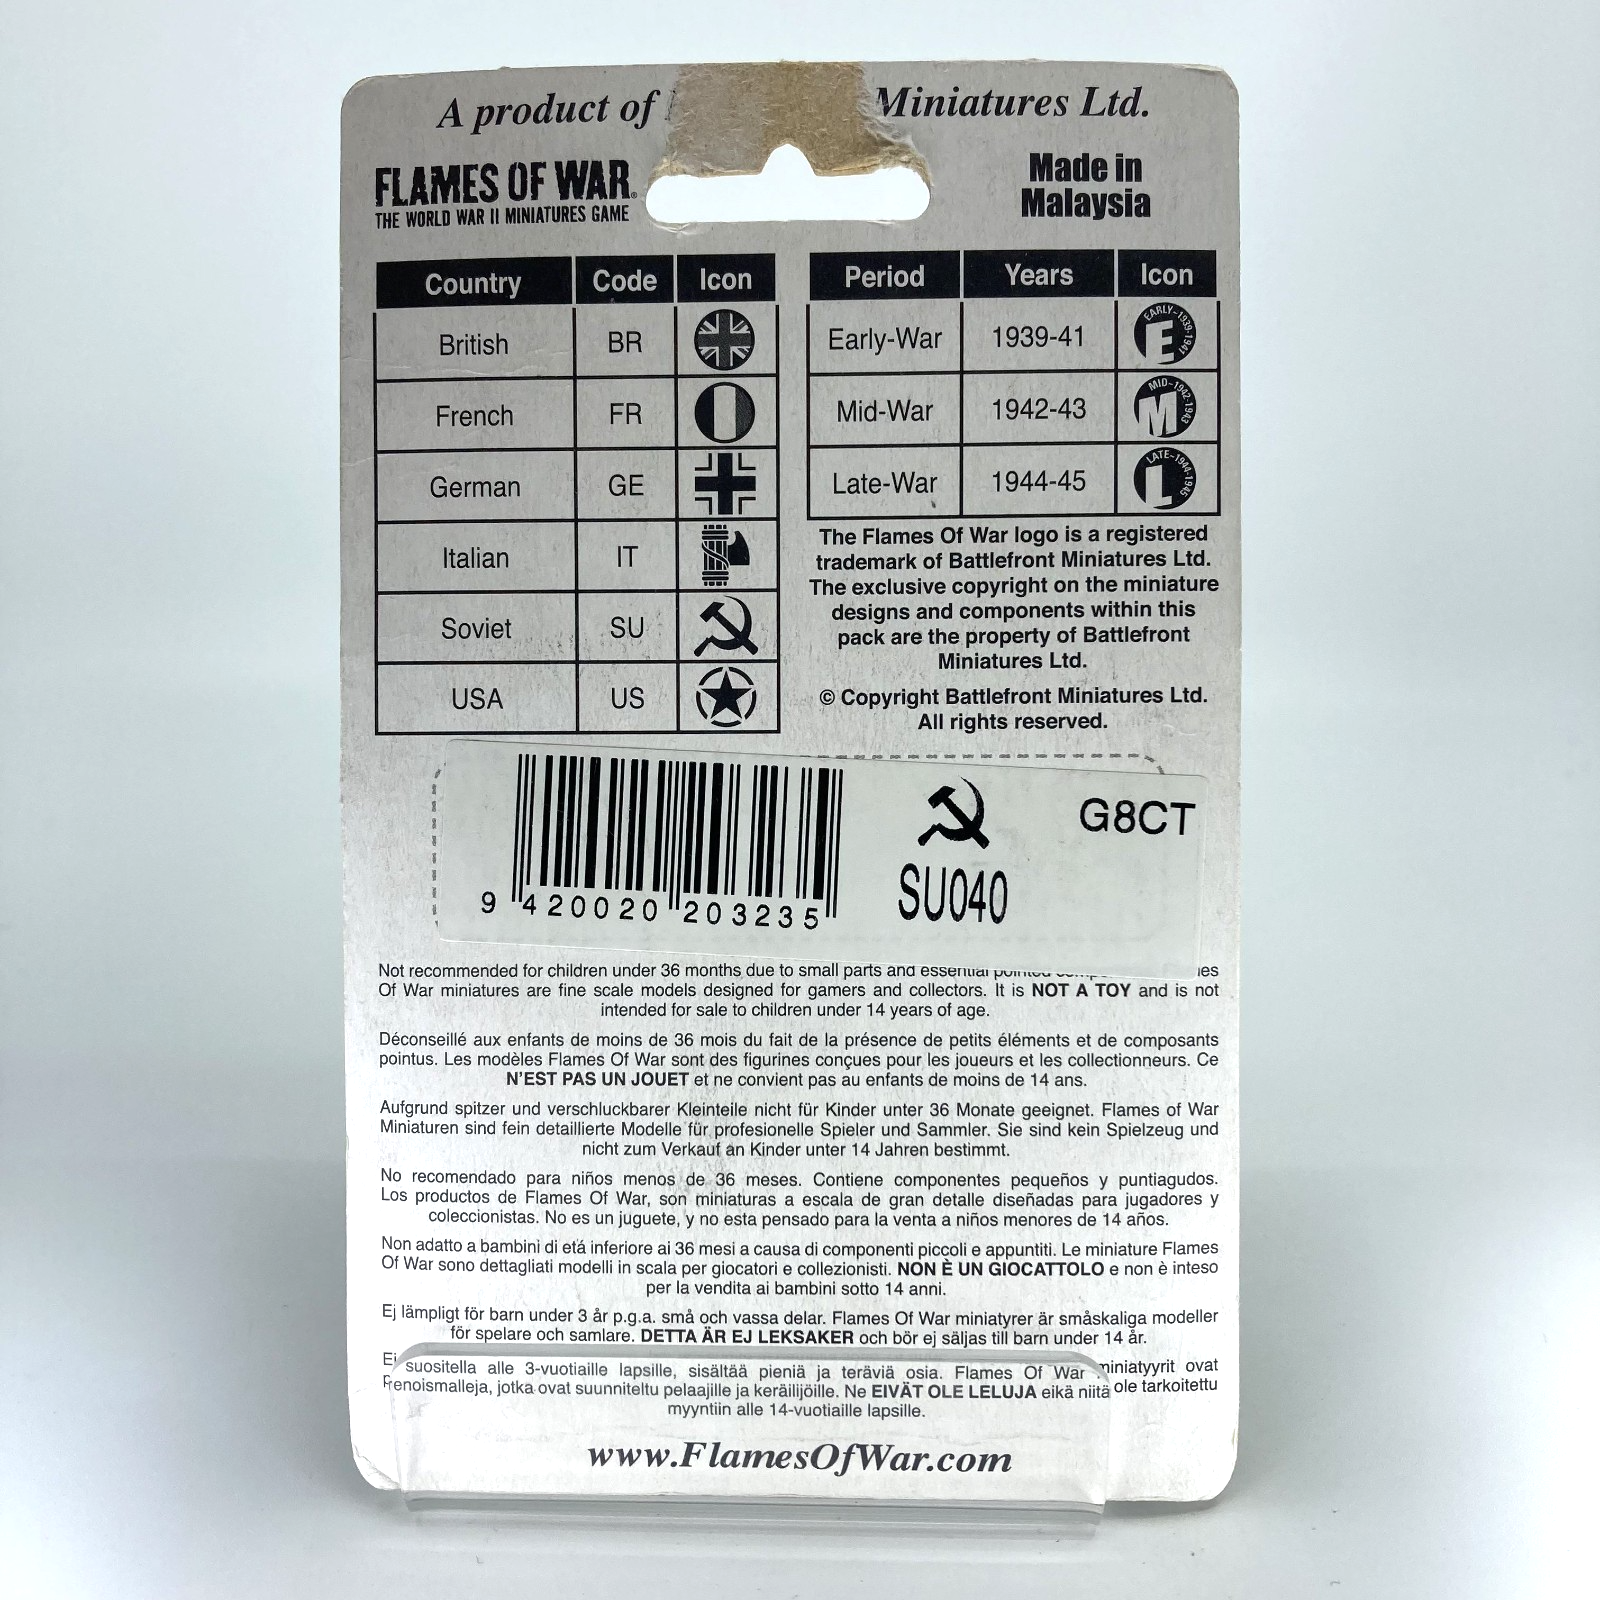 A product of Miniatures Ltd.
FLAMES OF WAR®
THE WORLD WAR II MINIATURES GAME
Made in
Malaysia
Country Code Icon
British BR
French FR
German GE
Italian IT
Soviet SU
USA US
Period Years Icon
Early-War 1939-41 EARLY-1939-1941 E
Mid-War 1942-43 MID-1942-1943 M
Late-War 1944-45 LATE-1944-1945 L
The Flames Of War logo is a registered
trademark of Battlefront Miniatures Ltd.
The exclusive copyright on the miniature
designs and components within this
pack are the property of Battlefront
Miniatures Ltd.
© Copyright Battlefront Miniatures Ltd.
All rights reserved.
9 420020 203235
SU040
G8CT
Not recommended for children under 36 months due to small parts and essential pointed
Of War miniatures are fine scale models designed for gamers and collectors. It is NOT A TOY and is not
intended for sale to children under 14 years of age.
Déconseillé aux enfants de moins de 36 mois du fait de la présence de petits éléments et de composants
pointus. Les modèles Flames Of War sont des figurines conçues pour les joueurs et les collectionneurs. Ce
N'EST PAS UN JOUET et ne convient pas au enfants de moins de 14 ans.
Aufgrund spitzer und verschluckbarer Kleinteile nicht für Kinder unter 36 Monate geeignet. Flames of War
Miniaturen sind fein detaillierte Modelle für profesionelle Spieler und Sammler. Sie sind kein Spielzeug und
nicht zum Verkauf an Kinder unter 14 Jahren bestimmt.
No recomendado para niños menos de 36 meses. Contiene componentes pequeños y puntiagudos.
Los productos de Flames Of War, son miniaturas a escala de gran detalle diseñadas para jugadores y
coleccionistas. No es un juguete, y no esta pensado para la venta a niños menores de 14 años.
Non adatto a bambini di etá inferiore ai 36 mesi a causa di componenti piccoli e appuntiti. Le miniature Flames
Of War sono dettagliati modelli in scala per giocatori e collezionisti. NON È UN GIOCATTOLO e non è inteso
per la vendita ai bambini sotto 14 anni.
Ej lämpligt för barn under 3 år p.g.a. små och vassa delar. Flames Of War miniatyrer är småskaliga modeller
för spelare och samlare. DETTA ÄR EJ LEKSAKER och bör ej säljas till barn under 14 år.
Ei suositella alle 3-vuotiaille lapsille, sisältää pieniä ja teräviä osia. Flames Of War miniatyyrit ovat
Pienoismalleja, jotka ovat suunniteltu pelaajille ja keräilijöille. Ne EIVÄT OLE LELUJA eikä niitä ole tarkoitettu
myyntiin alle 14-vuotiaille lapsille.
www.FlamesOfWar.com